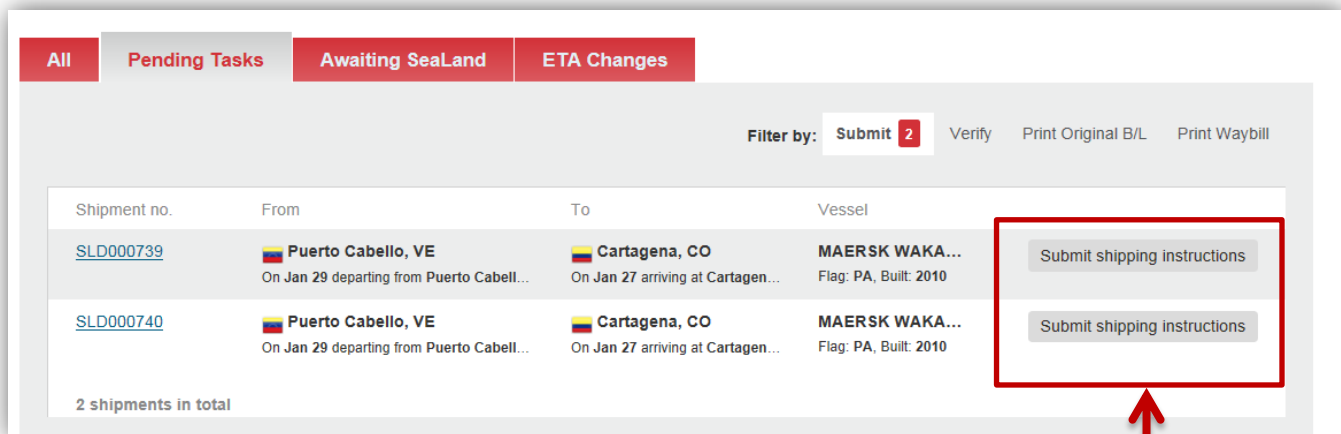 All Pending Tasks Awaiting SeaLand ETA Changes
Filter by: Submit 2 Verify Print Original B/L Print Waybill
Shipment no. From To Vessel
SLD000739 Puerto Cabello, VE Cartagena, CO MAERSK WAKA... Submit shipping instructions
On Jan 29 departing from Puerto Cabell... On Jan 27 arriving at Cartagen... Flag: PA, Built: 2010
SLD000740 Puerto Cabello, VE Cartagena, CO MAERSK WAKA... Submit shipping instructions
On Jan 29 departing from Puerto Cabell... On Jan 27 arriving at Cartagen... Flag: PA, Built: 2010
2 shipments in total